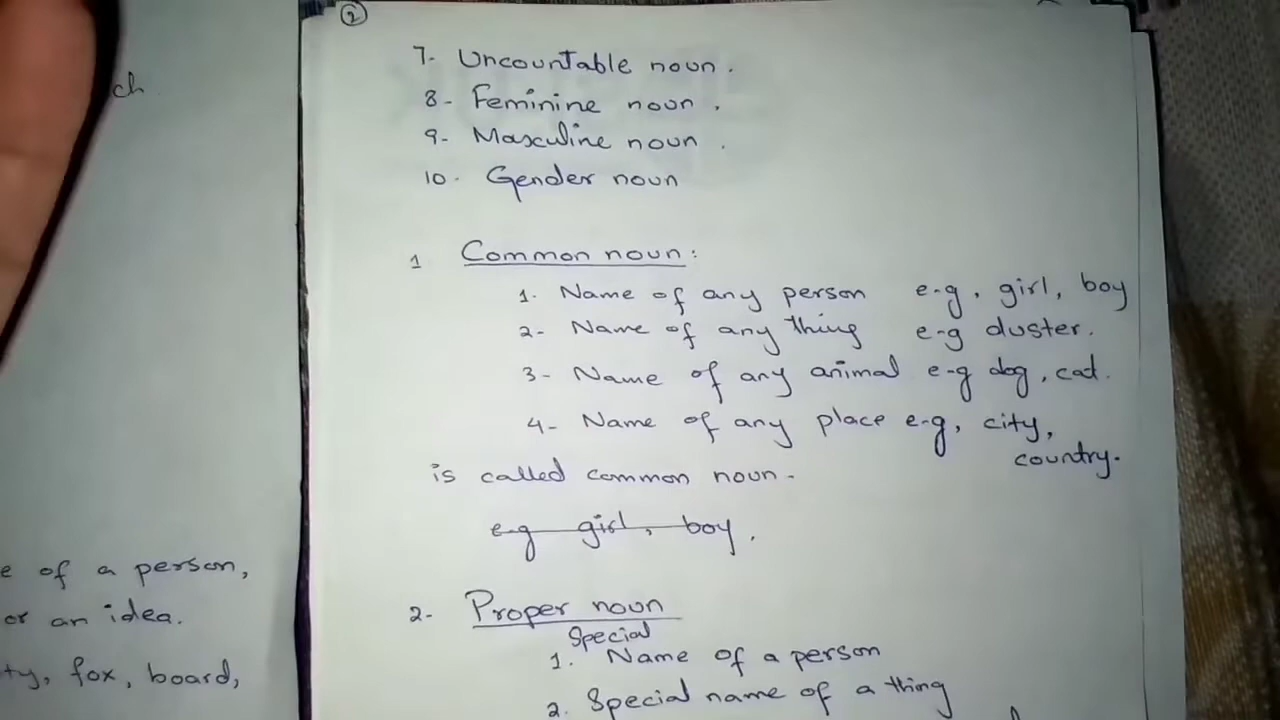 ch
e of a person,
or an idea.
ty, fox, board,
2
7- Uncountable noun.
8- Feminine noun.
9- Masculine noun.
10. Gender noun
1 Common noun:
1. Name of any person e-g, girl, boy
2- Name of any thing e-g duster.
3- Name of any animal e-g dog, cat.
4- Name of any place e-g, city,
country.
is called common noun-
e-g girl, boy.
2- Proper noun
Special
1. Name of a person
2. Special name of a thing